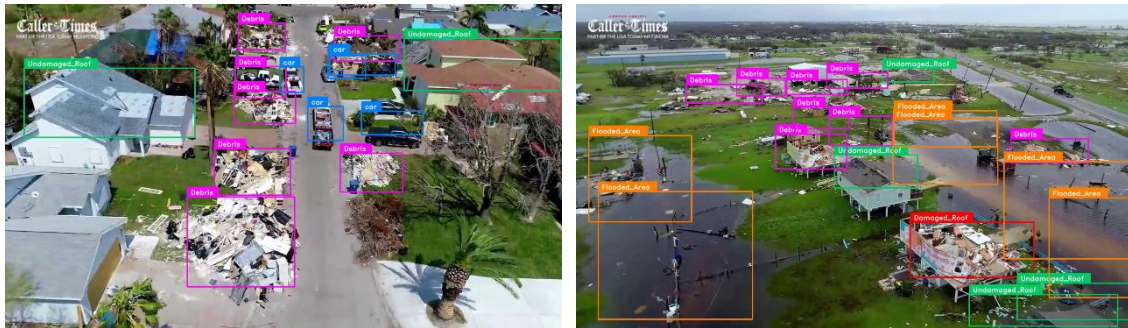 Caller Times
PART OF THE USA TODAY NETWORK
Debris
Debris
Undamaged_Roof
car
Undamaged_Roof
Debris
car
Debris
car
car
Debris
Debris
Debris
CORPUS CHRISTI
Caller Times
PART OF THE USA TODAY NETWORK
Undamaged_Roof
Debris
Debris
Debris
Debris
Debris
Debris
Flooded_Area
Flooded_Area
Flooded_Area
Debris
Debris
Undamaged_Roof
Flooded_Area
Flooded_Area
Flooded_Area
Damaged_Roof
Undamaged_Roof
Undamaged_Roof